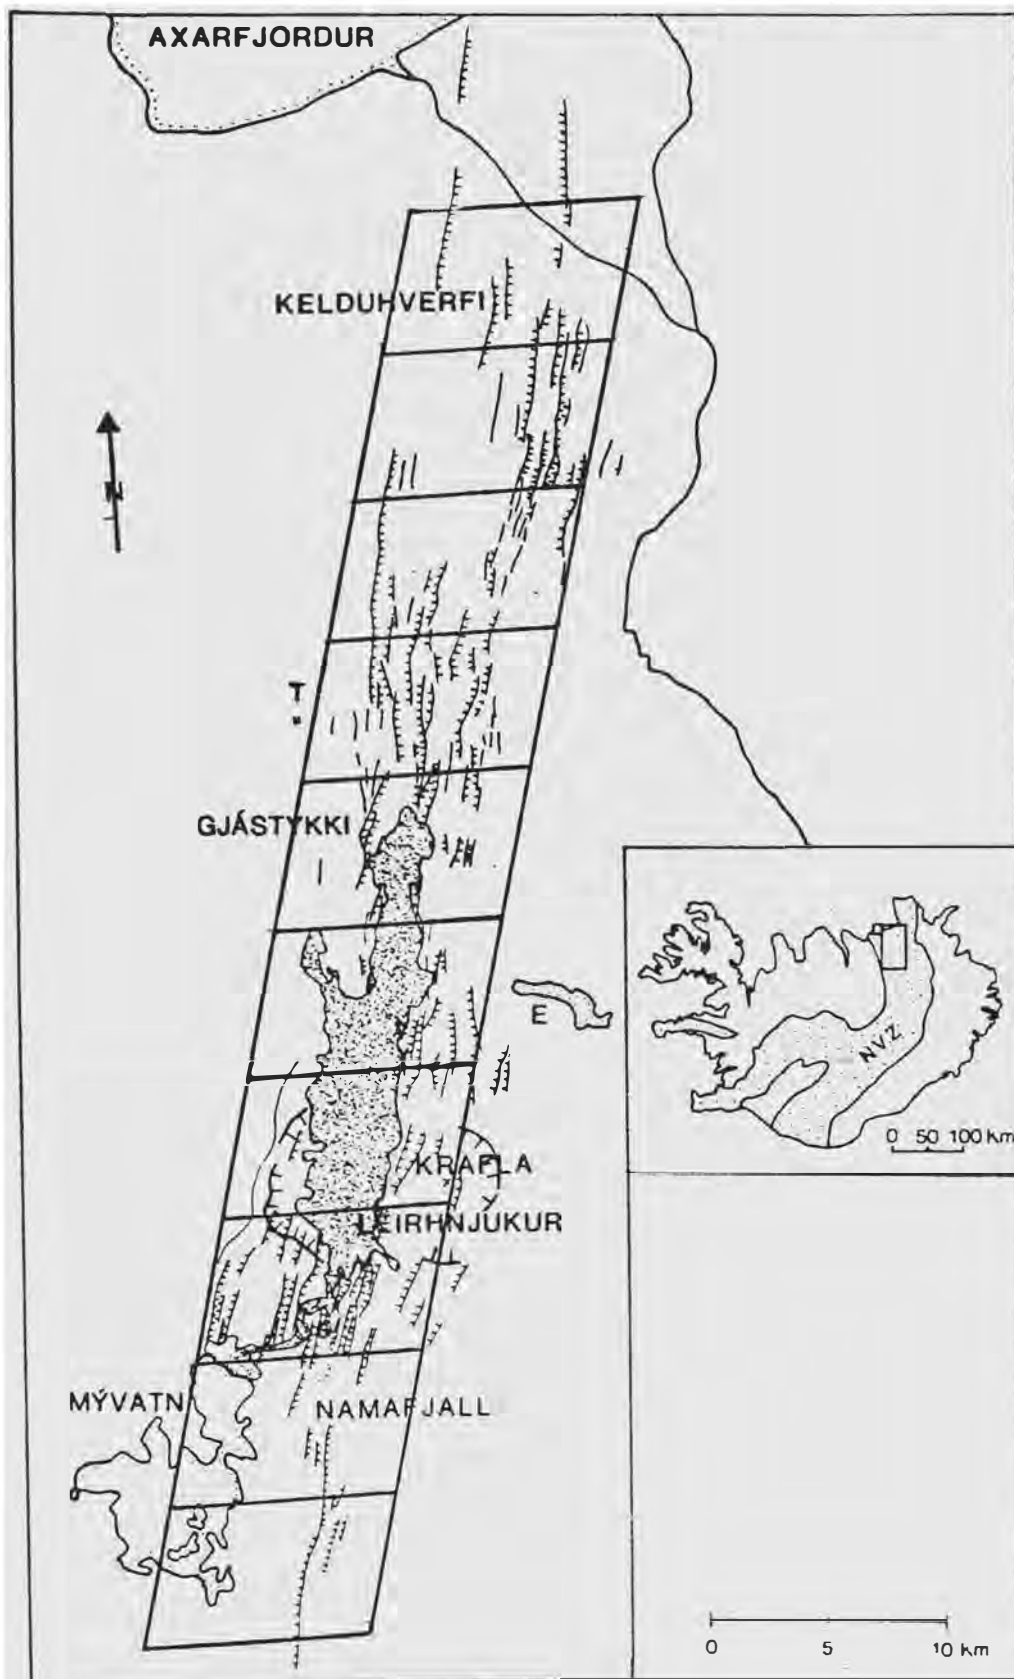 AXARFJORDUR
KELDUHVERFI
N
T
GJÁSTYKKI
E
NVZ
0 50 100 Km
KRAFLA
LEIRHNJUKUR
MÝVATN
NAMAFJALL
0 5 10 Km